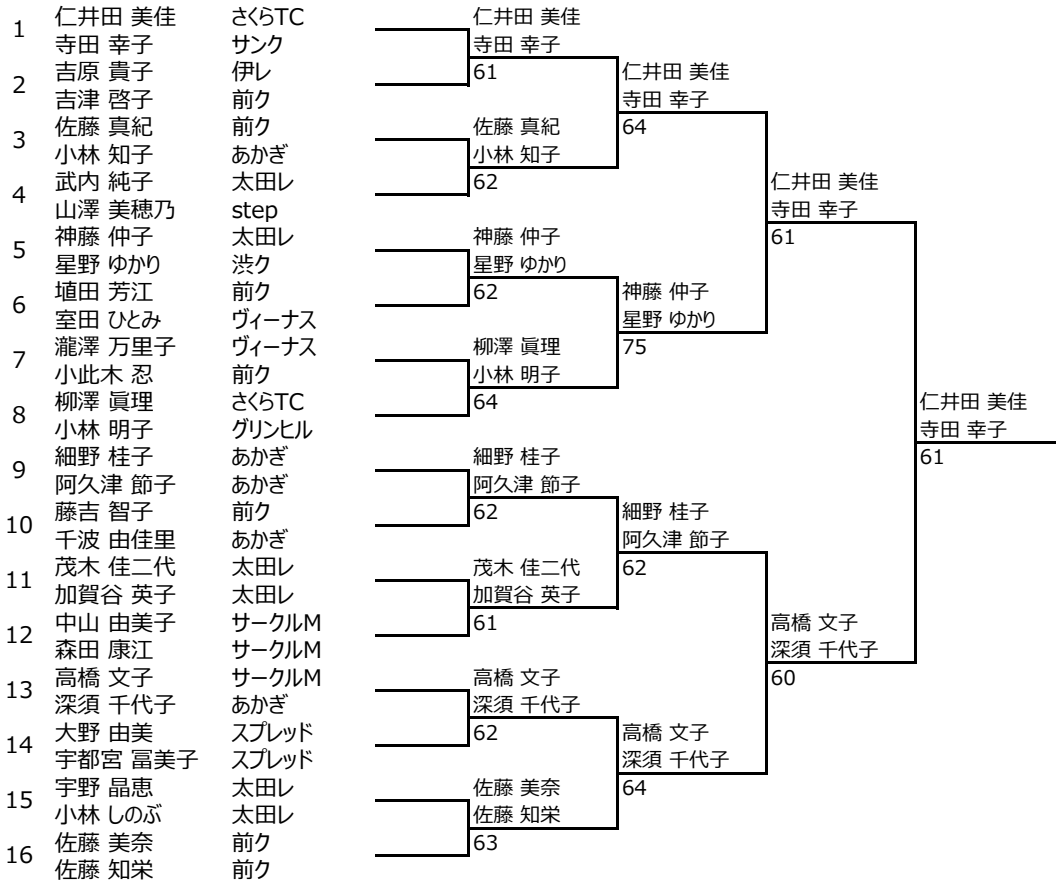 1 仁井田 美佳 さくらTC
寺田 幸子 サンク
2 吉原 貴子 伊レ
吉津 啓子 前ク
3 佐藤 真紀 前ク
小林 知子 あかぎ
4 武内 純子 太田レ
山澤 美穂乃 step
5 神藤 仲子 太田レ
星野 ゆかり 渋ク
6 埴田 芳江 前ク
室田 ひとみ ヴィーナス
7 瀧澤 万里子 ヴィーナス
小此木 忍 前ク
8 柳澤 眞理 さくらTC
小林 明子 グリンヒル
9 細野 桂子 あかぎ
阿久津 節子 あかぎ
10 藤吉 智子 前ク
千波 由佳里 あかぎ
11 茂木 佳二代 太田レ
加賀谷 英子 太田レ
12 中山 由美子 サークルM
森田 康江 サークルM
13 高橋 文子 サークルM
深須 千代子 あかぎ
14 大野 由美 スプレッド
宇都宮 冨美子 スプレッド
15 宇野 晶恵 太田レ
小林 しのぶ 太田レ
16 佐藤 美奈 前ク
佐藤 知栄 前ク
仁井田 美佳
寺田 幸子
61
佐藤 真紀
小林 知子
62
神藤 仲子
星野 ゆかり
62
柳澤 眞理
小林 明子
64
細野 桂子
阿久津 節子
62
茂木 佳二代
加賀谷 英子
61
高橋 文子
深須 千代子
62
佐藤 美奈
佐藤 知栄
63
仁井田 美佳
寺田 幸子
64
神藤 仲子
星野 ゆかり
75
細野 桂子
阿久津 節子
62
高橋 文子
深須 千代子
64
仁井田 美佳
寺田 幸子
61
高橋 文子
深須 千代子
60
仁井田 美佳
寺田 幸子
61